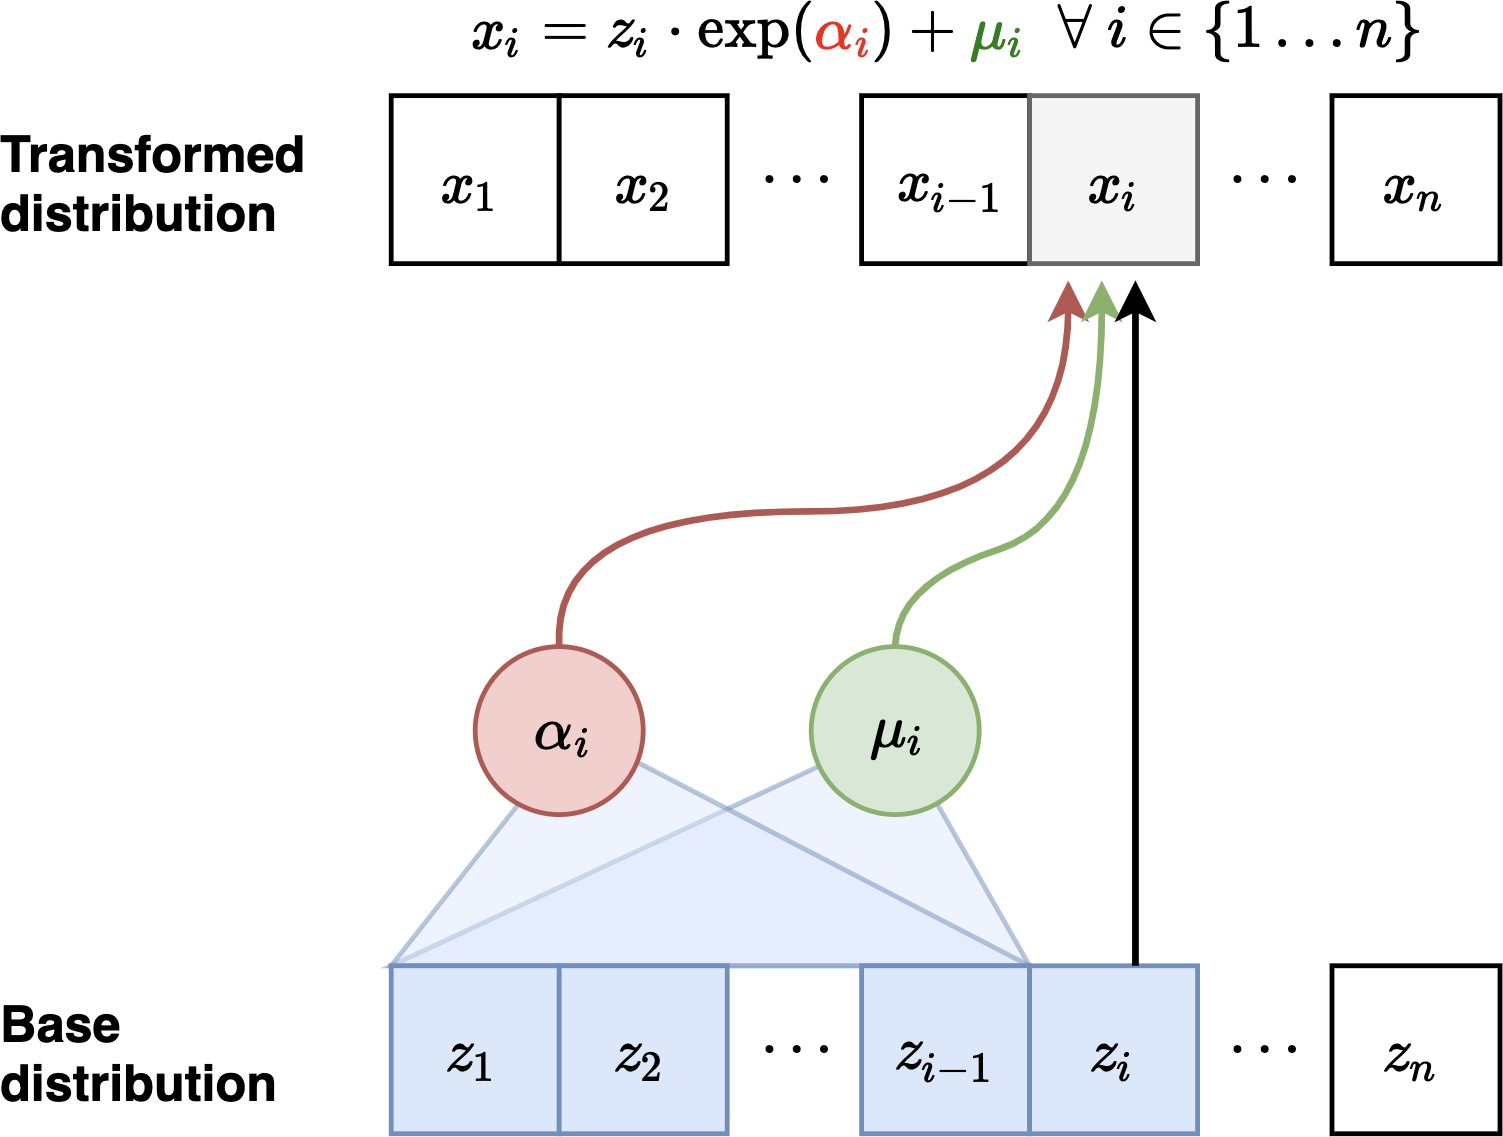 xᵢ = zᵢ · exp(αᵢ) + μᵢ ∀ i ∈ {1 … n}
Transformed
distribution
x₁ x₂ ⋯ xᵢ₋₁ xᵢ ⋯ xₙ
αᵢ μᵢ
Base
distribution
z₁ z₂ ⋯ zᵢ₋₁ zᵢ ⋯ zₙ